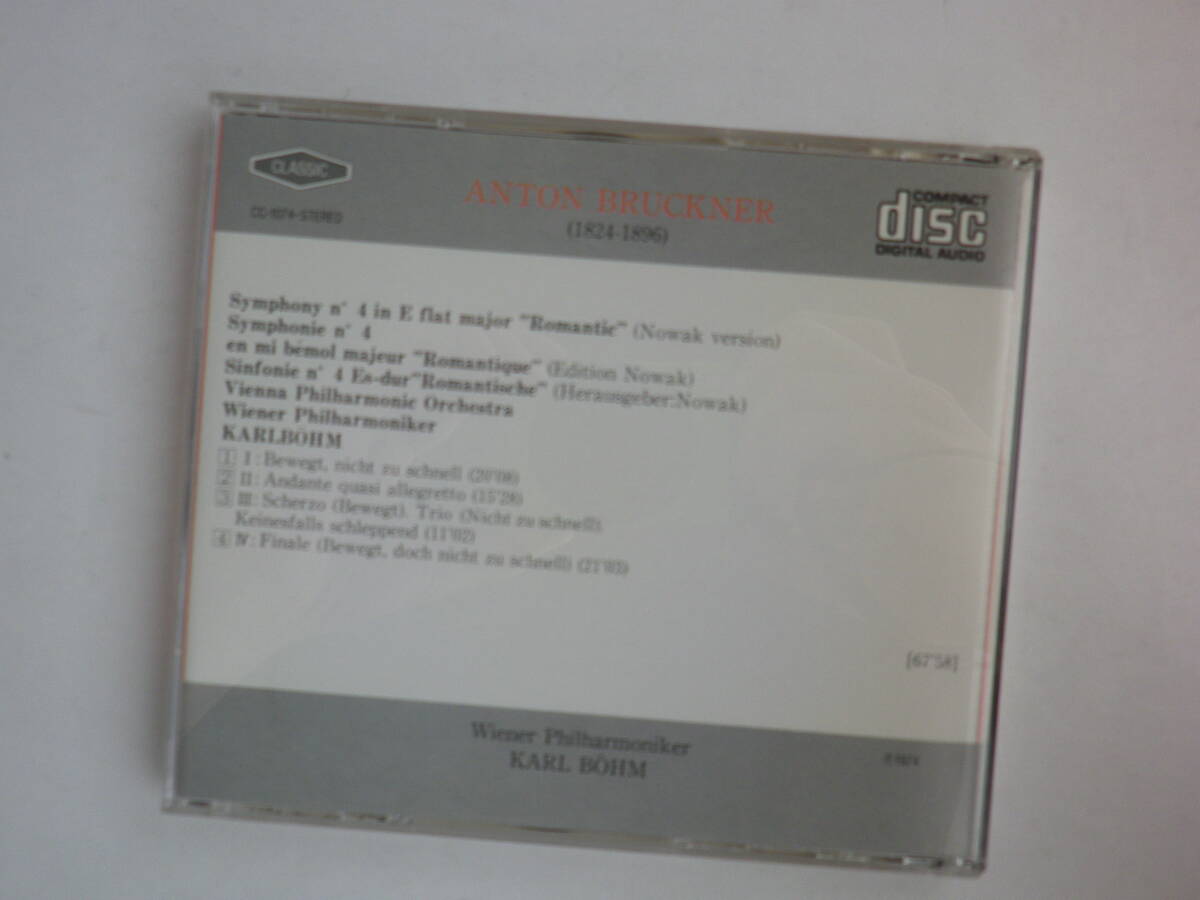 CLASSIC
CC-1074-STEREO
ANTON BRUCKNER
(1824-1896)
COMPACT
disc
DIGITAL AUDIO
Symphony n° 4 in E flat major "Romantic" (Nowak version)
Symphonie n° 4
en mi bémol majeur "Romantique" (Edition Nowak)
Sinfonie n° 4 Es-dur"Romantische" (Herausgeber:Nowak)
Vienna Philharmonic Orchestra
Wiener Philharmoniker
KARLBÖHM
1 I: Bewegt, nicht zu schnell (20'08)
2 II: Andante quasi allegretto (15'28)
3 III: Scherzo (Bewegt). Trio (Nicht zu schnell).
Keinesfalls schleppend (11'02)
4 IV: Finale (Bewegt, doch nicht zu schnell) (21'03)
[67'58]
Wiener Philharmoniker
KARL BÖHM